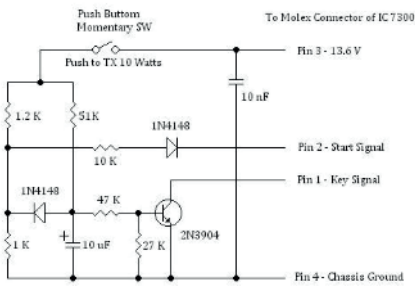 Push Buttom
Momentary SW
To Molex Connector of IC 7300
Push to TX 10 Watts
Pin 3 - 13.6 V
10 nF
1.2 K
51K
1N4148
10 K
Pin 2 - Start Signal
1N4148
47 K
Pin 1 - Key Signal
2N3904
1 K
+
10 uF
27 K
Pin 4 - Chassis Ground